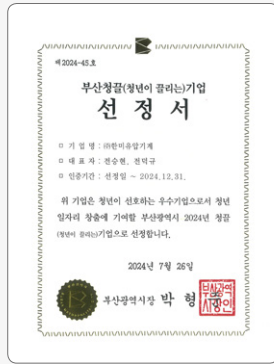 제2024-45호
부산청끌(청년이 끌리는)기업
선 정 서
기 업 명 : ㈜한미유압기계
대 표 자 : 전승현, 전덕규
인증기간 : 선정일 ~ 2024.12.31.
위 기업은 청년이 선호하는 우수기업으로서 청년
일자리 창출에 기여할 부산광역시 2024년 청끌
(청년이 끌리는)기업으로 선정합니다.
2024년 7월 26일
부산광역시장 박 형